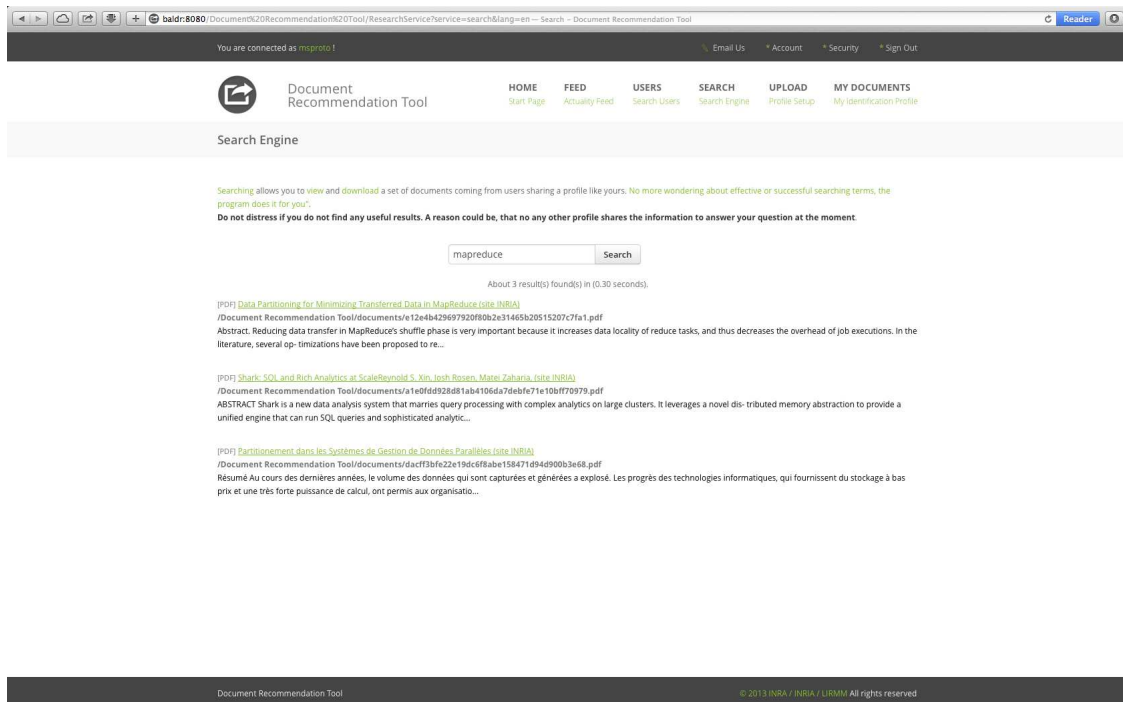 baldr:8080/Document%20Recommendation%20Tool/ResearchService?service=search&lang=en — Search – Document Recommendation Tool
Reader
You are connected as msproto !
Email Us * Account * Security * Sign Out
Document
Recommendation Tool
HOME FEED USERS SEARCH UPLOAD MY DOCUMENTS
Start Page Actuality Feed Search Users Search Engine Profile Setup My Identification Profile
Search Engine
Searching allows you to view and download a set of documents coming from users sharing a profile like yours. No more wondering about effective or successful searching terms, the
program does it for you".
Do not distress if you do not find any useful results. A reason could be, that no any other profile shares the information to answer your question at the moment.
mapreduce Search
About 3 result(s) found(s) in (0.30 seconds).
[PDF] Data Partitioning for Minimizing Transferred Data in MapReduce (site INRIA)
/Document Recommendation Tool/documents/e12e4b429697920f80b2e31465b20515207c7fa1.pdf
Abstract. Reducing data transfer in MapReduce's shuffle phase is very important because it increases data locality of reduce tasks, and thus decreases the overhead of job executions. In the
literature, several op- timizations have been proposed to re...
[PDF] Shark: SQL and Rich Analytics at ScaleReynold S. Xin, Josh Rosen, Matei Zaharia, (site INRIA)
/Document Recommendation Tool/documents/a1e0fdd928d81ab4106da7debfe71e10bff70979.pdf
ABSTRACT Shark is a new data analysis system that marries query processing with complex analytics on large clusters. It leverages a novel dis- tributed memory abstraction to provide a
unified engine that can run SQL queries and sophisticated analytic...
[PDF] Partitionement dans les Systèmes de Gestion de Données Parallèles (site INRIA)
/Document Recommendation Tool/documents/dacff3bfe22e19dc6f8abe158471d94d900b3e68.pdf
Résumé Au cours des dernières années, le volume des données qui sont capturées et générées a explosé. Les progrès des technologies informatiques, qui fournissent du stockage à bas
prix et une très forte puissance de calcul, ont permis aux organisatio...
Document Recommendation Tool
© 2013 INRA / INRIA / LIRMM All rights reserved